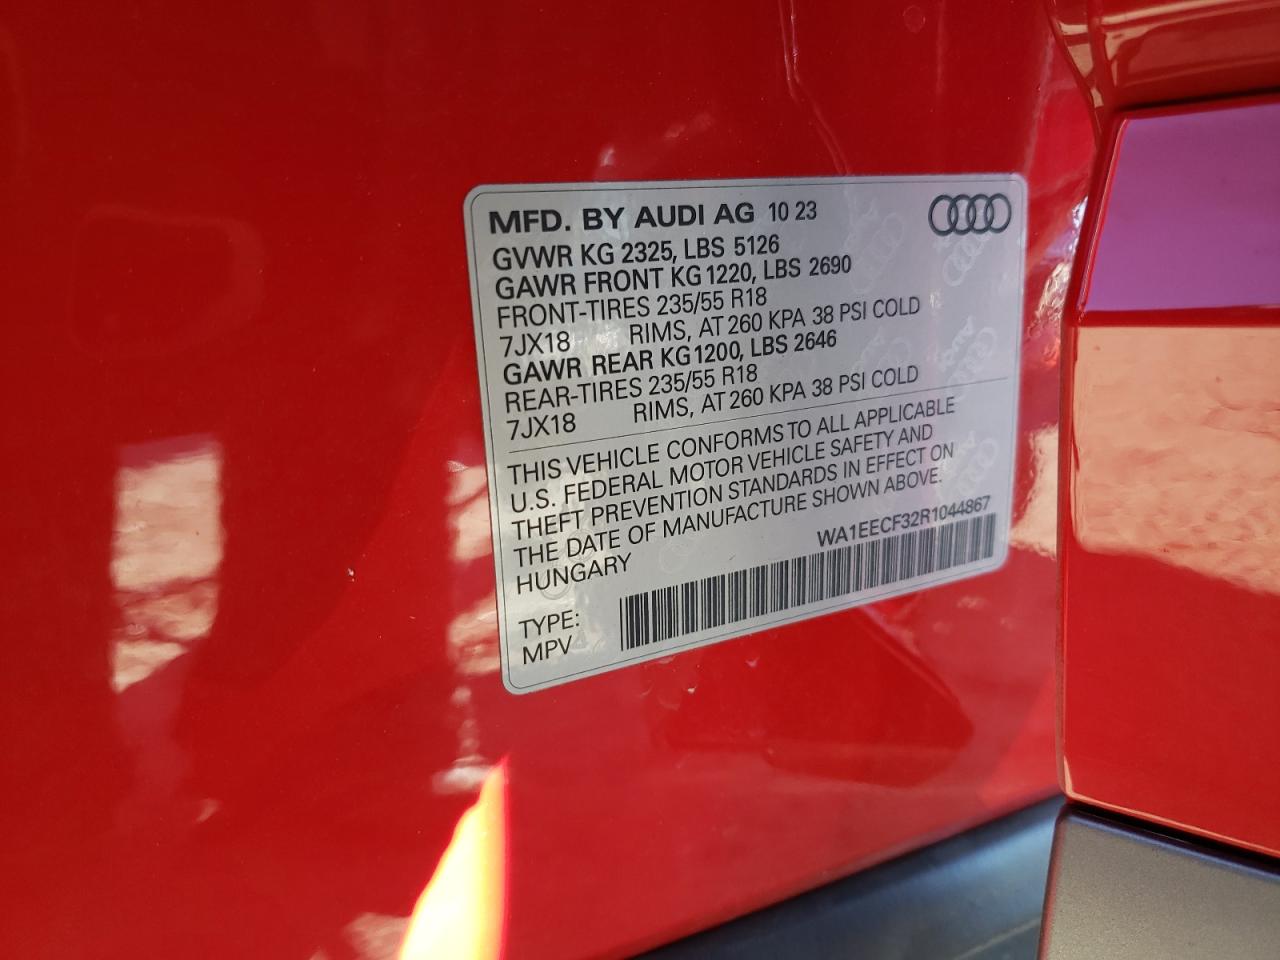 MFD. BY AUDI AG 10 23
GVWR KG 2325, LBS 5126
GAWR FRONT KG 1220, LBS 2690
FRONT-TIRES 235/55 R18
7JX18 RIMS, AT 260 KPA 38 PSI COLD
GAWR REAR KG 1200, LBS 2646
REAR-TIRES 235/55 R18
7JX18 RIMS, AT 260 KPA 38 PSI COLD
THIS VEHICLE CONFORMS TO ALL APPLICABLE
U.S. FEDERAL MOTOR VEHICLE SAFETY AND
THEFT PREVENTION STANDARDS IN EFFECT ON
THE DATE OF MANUFACTURE SHOWN ABOVE.
HUNGARY
WA1EECF32R1044867
TYPE:
MPV